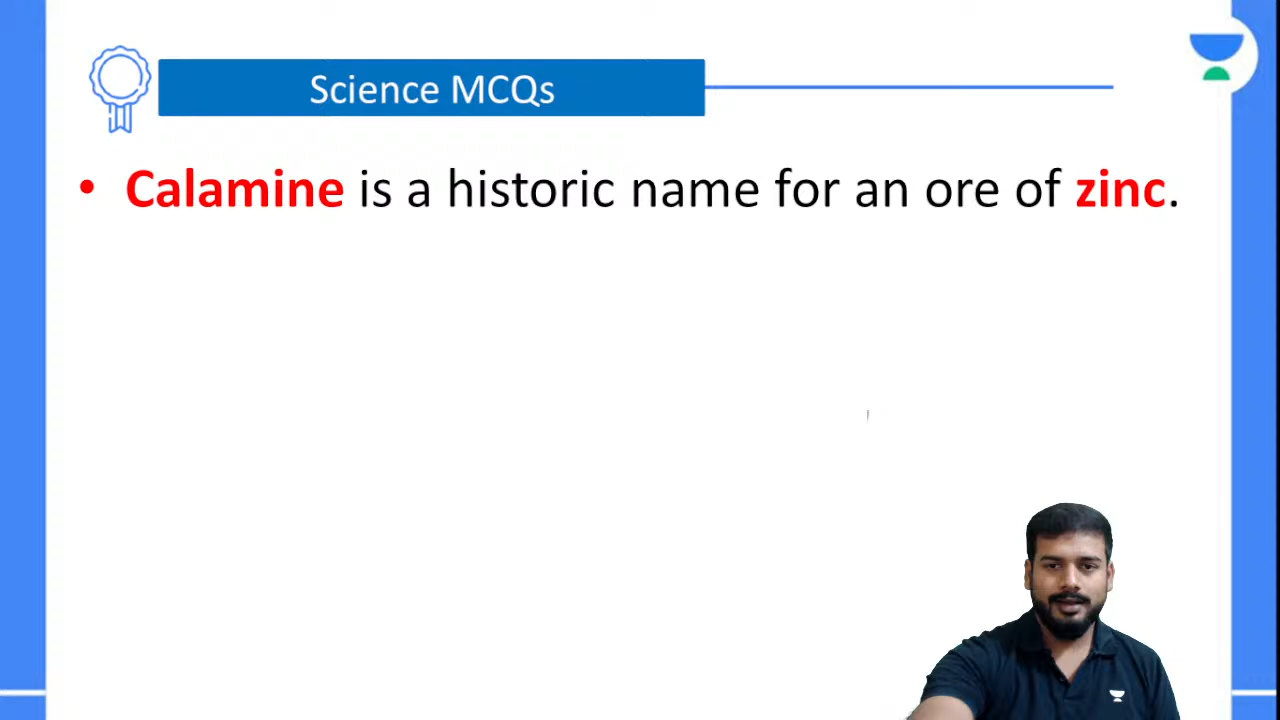 Science MCQs
• Calamine is a historic name for an ore of zinc.